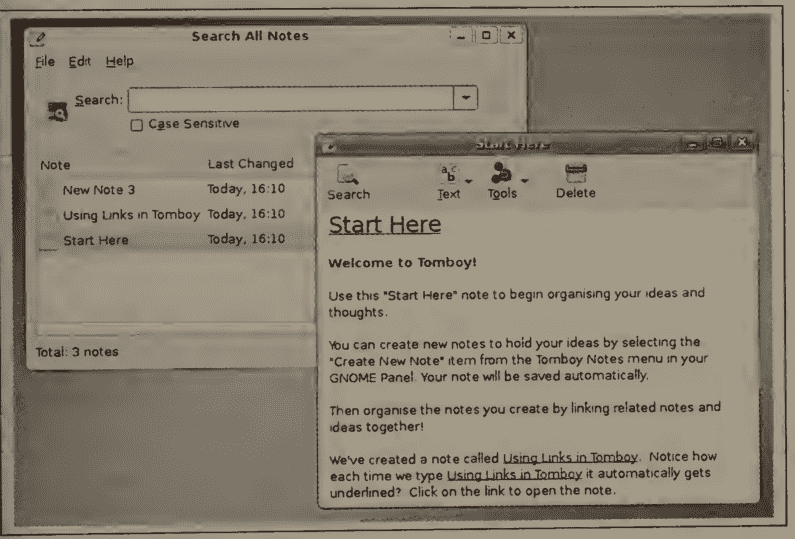 Search All Notes
File Edit Help
Search:
Case Sensitive
Note Last Changed
New Note 3 Today, 16:10
Using Links in Tomboy Today, 16:10
Start Here Today, 16:10
Total: 3 notes
Start Here
Search Text Tools Delete
Start Here
Welcome to Tomboy!
Use this "Start Here" note to begin organising your ideas and
thoughts.
You can create new notes to hold your ideas by selecting the
"Create New Note" item from the Tomboy Notes menu in your
GNOME Panel. Your note will be saved automatically.
Then organise the notes you create by linking related notes and
ideas together!
We've created a note called Using Links in Tomboy. Notice how
each time we type Using Links in Tomboy it automatically gets
underlined? Click on the link to open the note.